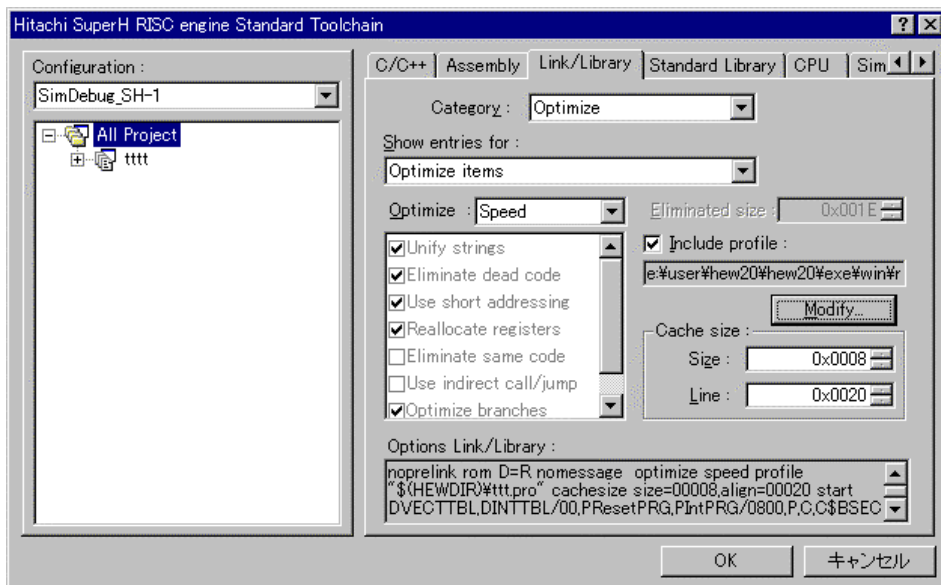 Hitachi SuperH RISC engine Standard Toolchain
Configuration :
SimDebug_SH-1
All Project
tttt
C/C++ Assembly Link/Library Standard Library CPU Sim
Category : Optimize
Show entries for :
Optimize items
Optimize : Speed
Eliminated size : 0x001E
Unify strings
Eliminate dead code
Use short addressing
Reallocate registers
Eliminate same code
Use indirect call/jump
Optimize branches
Include profile :
e:¥user¥hew20¥hew20¥exe¥win¥r
Modify...
Cache size :
Size : 0x0008
Line : 0x0020
Options Link/Library :
noprelink rom D=R nomessage optimize speed profile
"$(HEWDIR)¥ttt.pro" cachesize size=00008,align=00020 start
DVECTTBL,DINTTBL/00,PResetPRG,PIntPRG/0800,P,C,C$BSEC
OK キャンセル